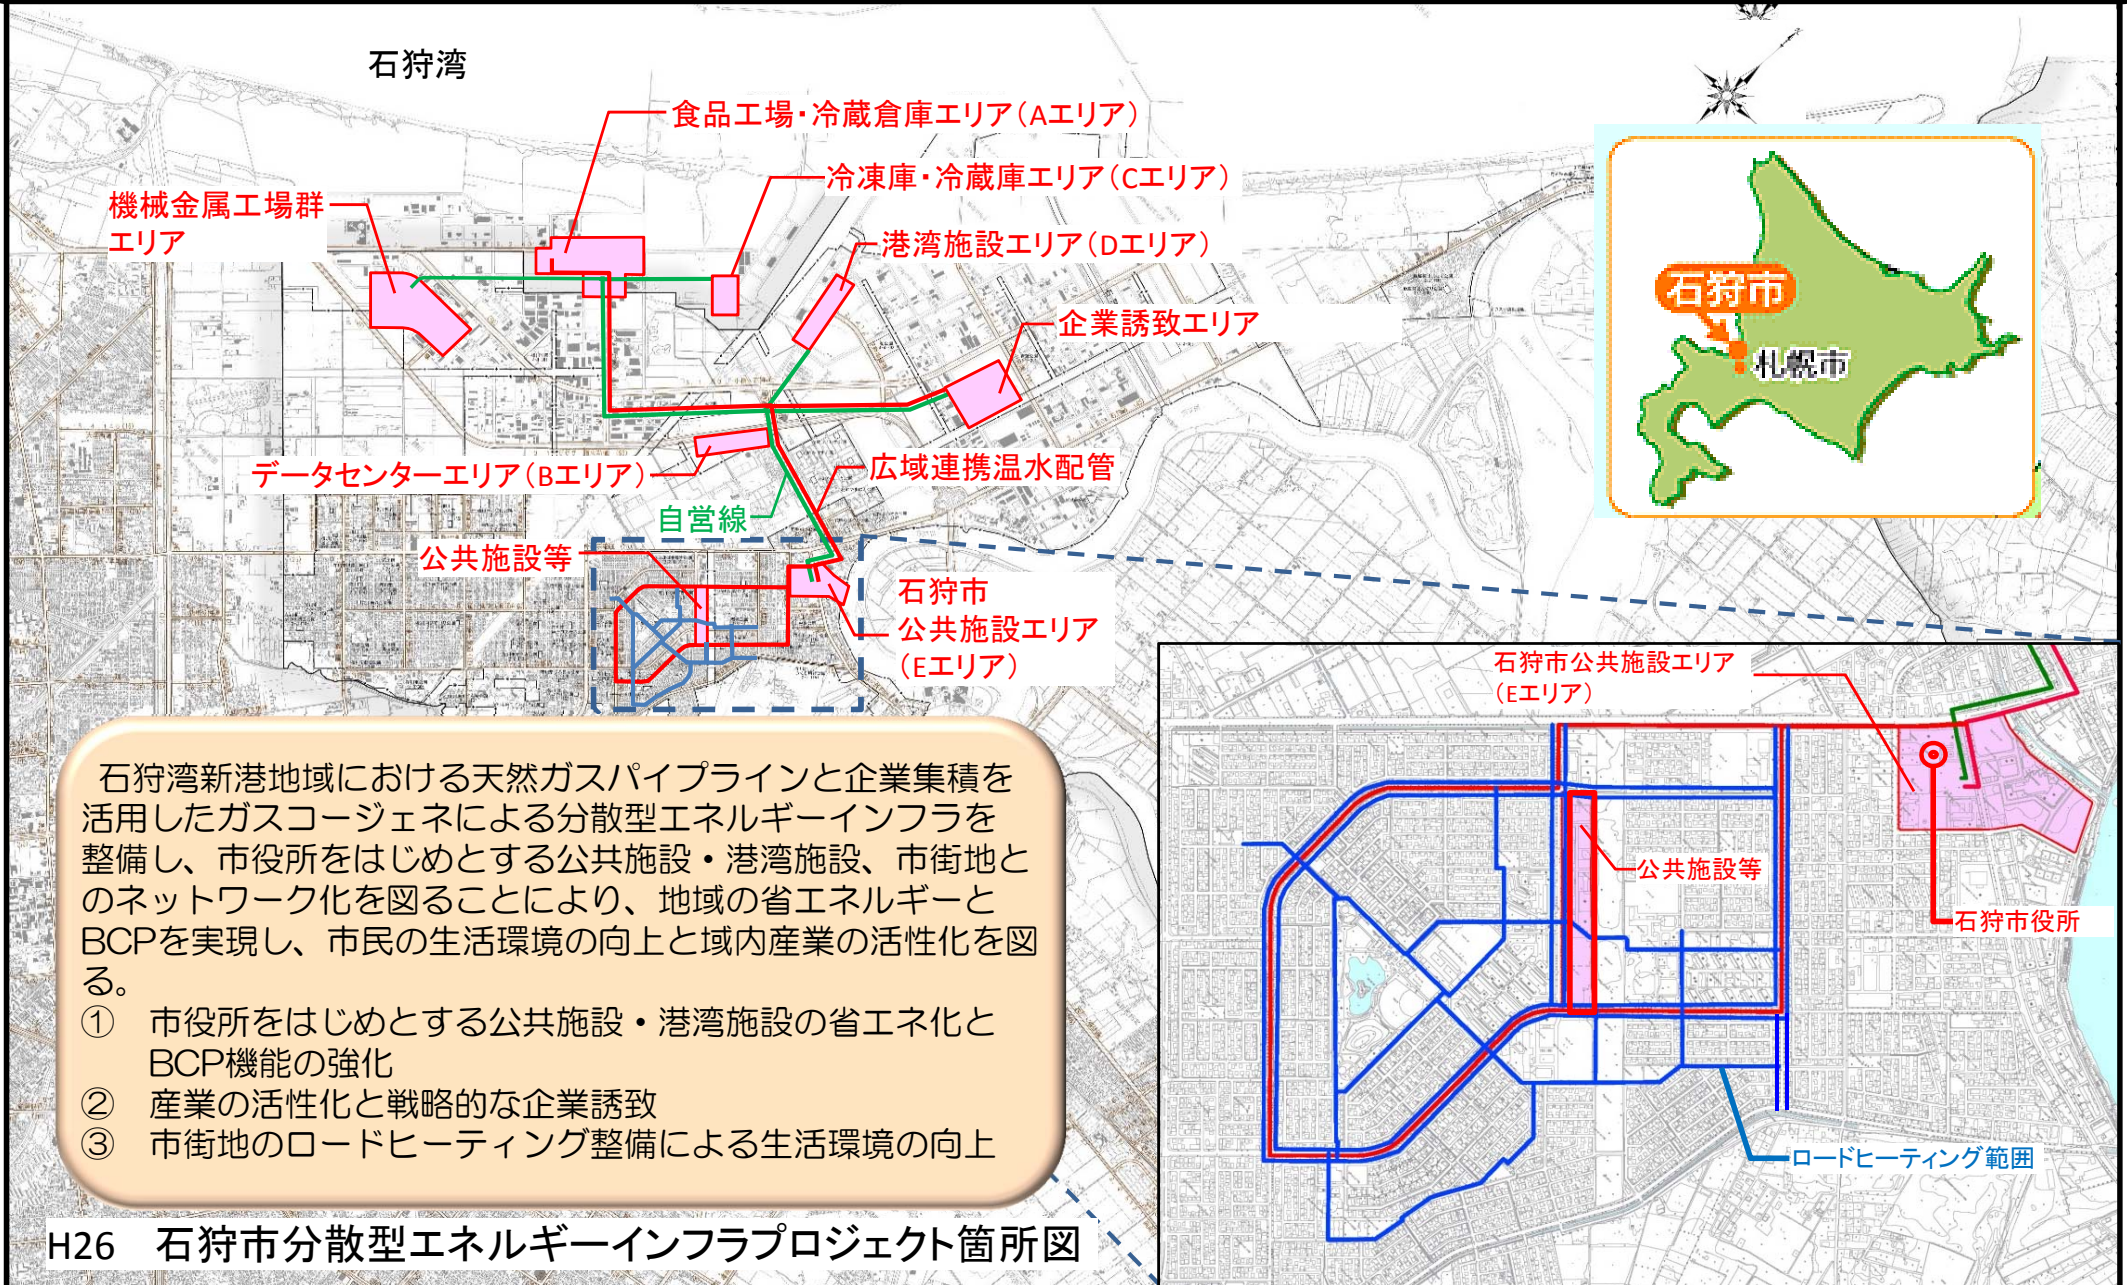 石狩湾
食品工場・冷蔵倉庫エリア(Aエリア)
冷凍庫・冷蔵庫エリア(Cエリア)
機械金属工場群
エリア
港湾施設エリア(Dエリア)
企業誘致エリア
石狩市
札幌市
データセンターエリア(Bエリア)
広域連携温水配管
自営線
公共施設等
石狩市
公共施設エリア
(Eエリア)
石狩市公共施設エリア
(Eエリア)
公共施設等
石狩市役所
ロードヒーティング範囲
石狩湾新港地域における天然ガスパイプラインと企業集積を
活用したガスコージェネによる分散型エネルギーインフラを
整備し、市役所をはじめとする公共施設・港湾施設、市街地と
のネットワーク化を図ることにより、地域の省エネルギーと
BCPを実現し、市民の生活環境の向上と域内産業の活性化を図
る。
① 市役所をはじめとする公共施設・港湾施設の省エネ化と
BCP機能の強化
② 産業の活性化と戦略的な企業誘致
③ 市街地のロードヒーティング整備による生活環境の向上
H26 石狩市分散型エネルギーインフラプロジェクト箇所図